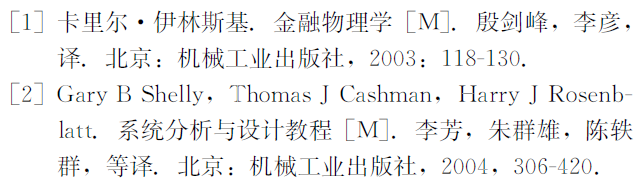 [1] 卡里尔·伊林斯基. 金融物理学 [M]. 殷剑峰, 李彦,
译. 北京: 机械工业出版社, 2003: 118-130.
[2] Gary B Shelly, Thomas J Cashman, Harry J Rosenb-
latt. 系统分析与设计教程 [M]. 李芳, 朱群雄, 陈轶
群, 等译. 北京: 机械工业出版社, 2004, 306-420.